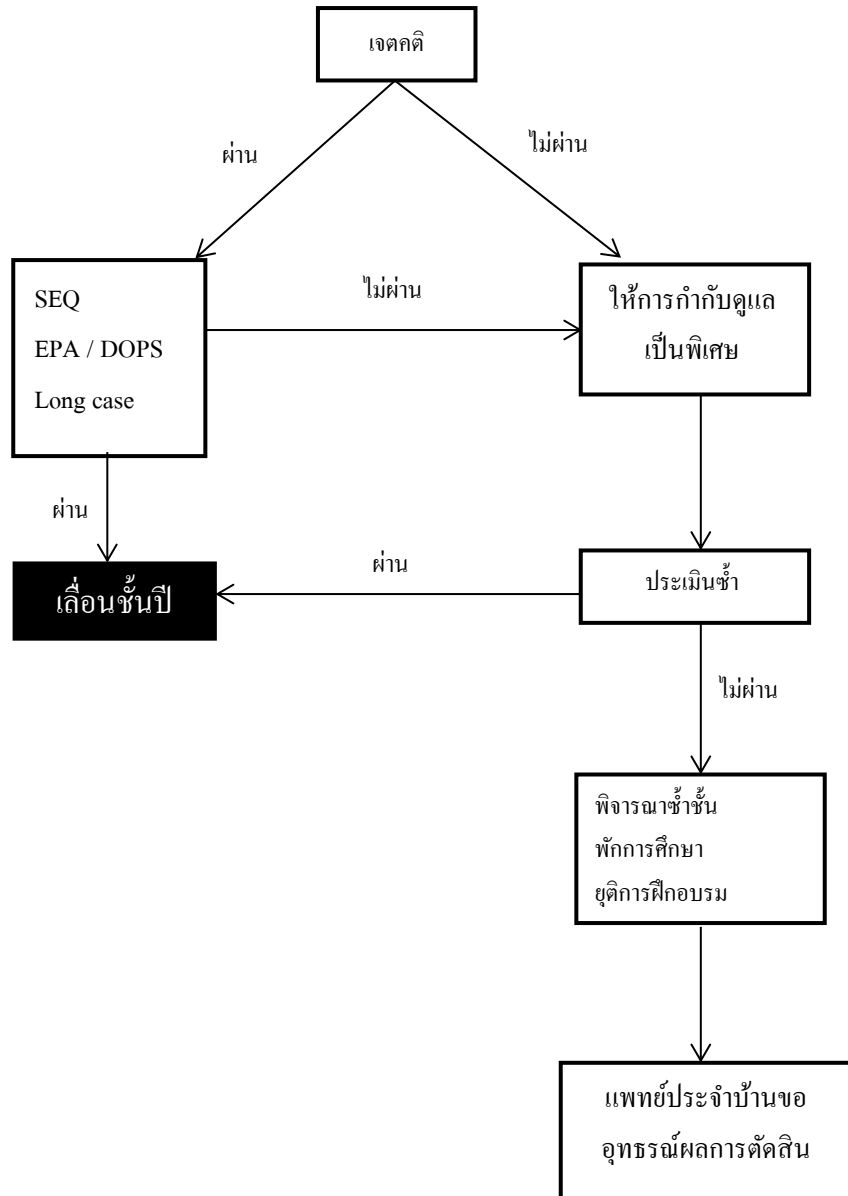 เจตคติ
ผ่าน
ไม่ผ่าน
SEQ
EPA / DOPS
Long case
ไม่ผ่าน
ให้การกำกับดูแล
เป็นพิเศษ
ผ่าน
เลื่อนชั้นปี
ผ่าน
ประเมินซ้ำ
ไม่ผ่าน
พิจารณาซ้ำชั้น
พักการศึกษา
ยุติการฝึกอบรม
แพทย์ประจำบ้านขอ
อุทธรณ์ผลการตัดสิน